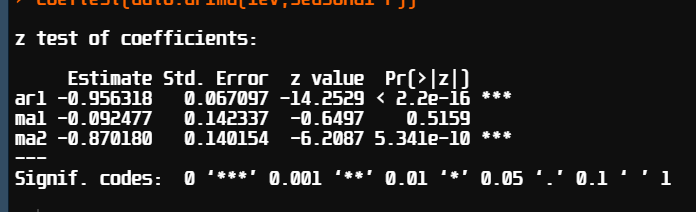 > coeftest(auto.arima(lev,seasonal=F))
z test of coefficients:
Estimate Std. Error z value Pr(>|z|)
ar1 -0.956318 0.067097 -14.2529 < 2.2e-16 ***
ma1 -0.092477 0.142337 -0.6497 0.5159
ma2 -0.870180 0.140154 -6.2087 5.341e-10 ***
---
Signif. codes: 0 ‘***’ 0.001 ‘**’ 0.01 ‘*’ 0.05 ‘.’ 0.1 ‘ ’ 1